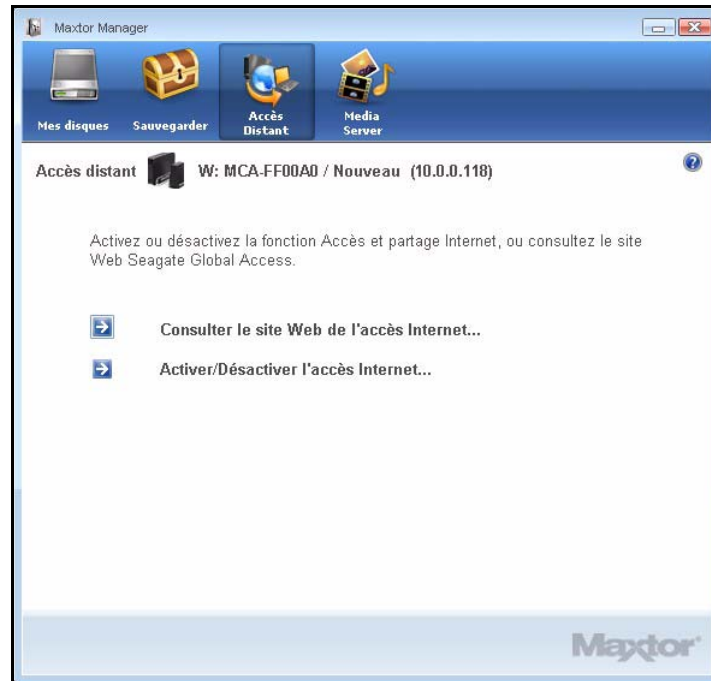 Maxtor Manager
Mes disques
Sauvegarder
Accès
Distant
Media
Server
Accès distant W: MCA-FF00A0 / Nouveau (10.0.0.118)
?
Activez ou désactivez la fonction Accès et partage Internet, ou consultez le site
Web Seagate Global Access.
Consulter le site Web de l'accès Internet...
Activer/Désactiver l'accès Internet...
Maxtor